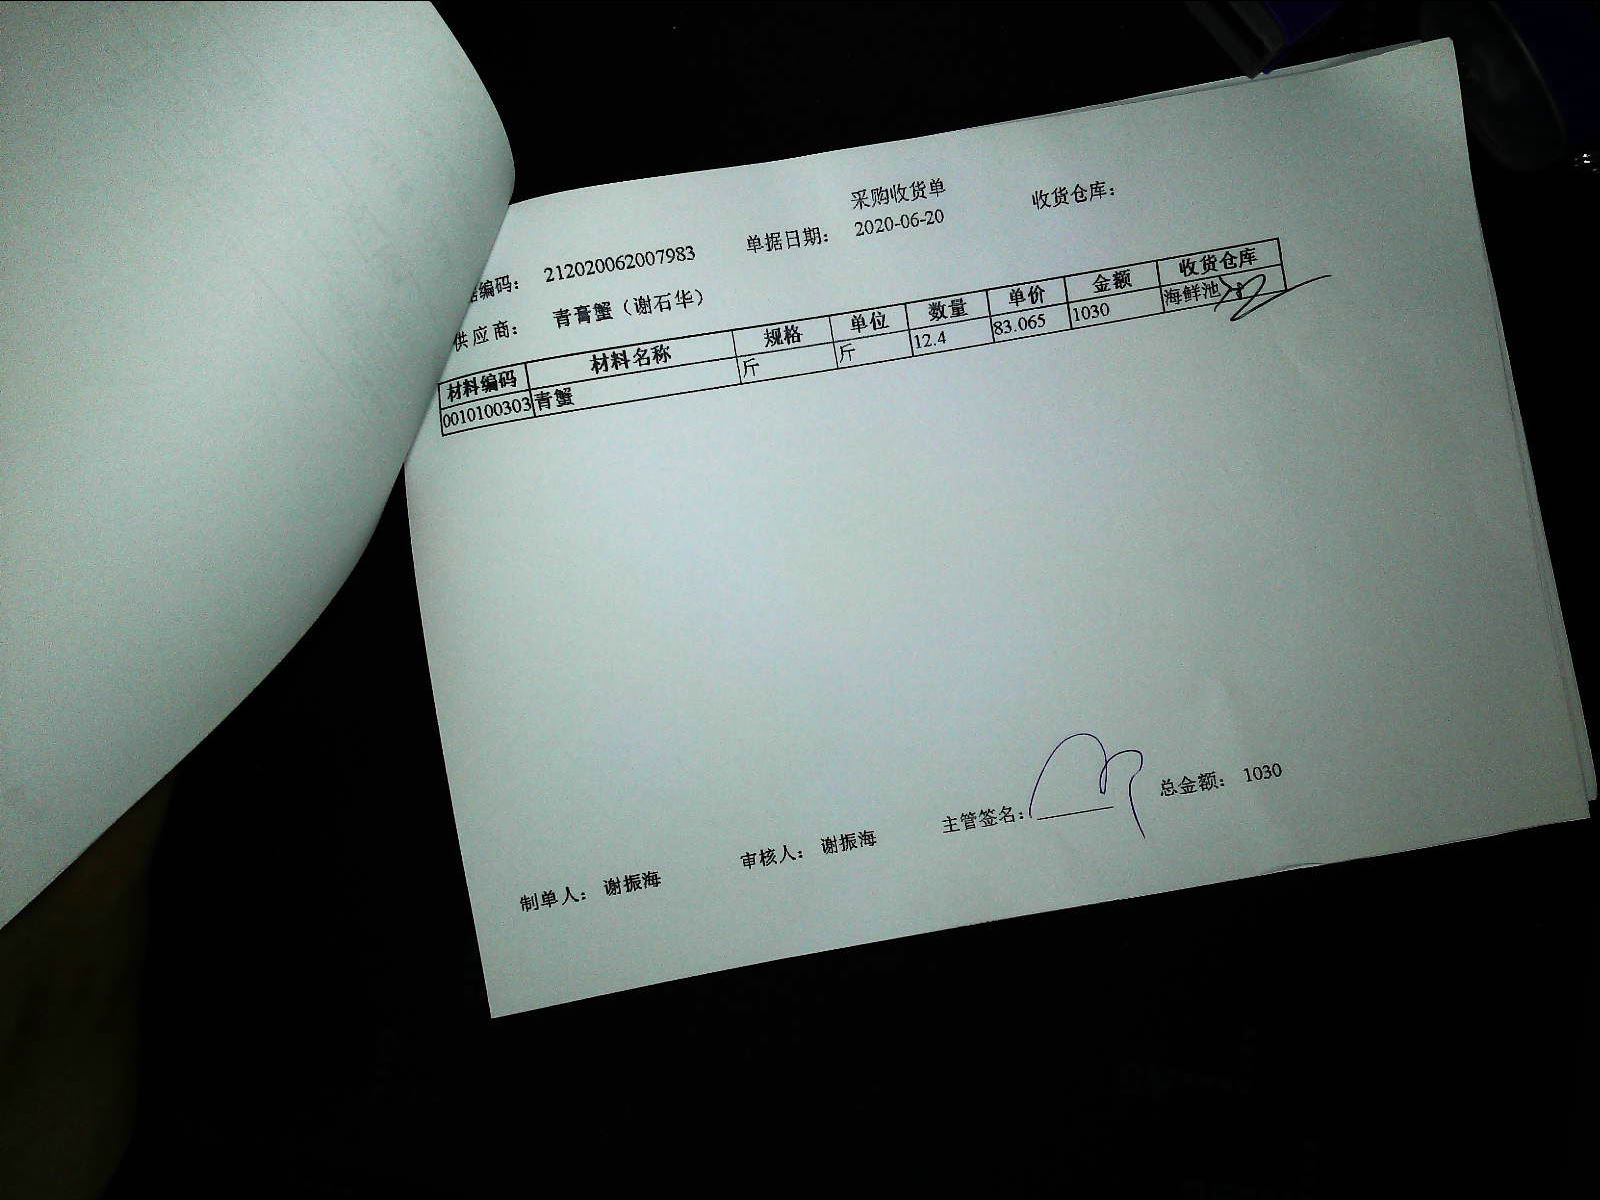 采购收货单
编码： 212020062007983 单据日期： 2020-06-20 收货仓库：
供应商： 青膏蟹（谢石华）
材料编码 材料名称 规格 单位 数量 单价 金额 收货仓库
0010100303 青蟹 斤 斤 12.4 83.065 1030 海鲜池
制单人： 谢振海 审核人： 谢振海 主管签名： 总金额： 1030